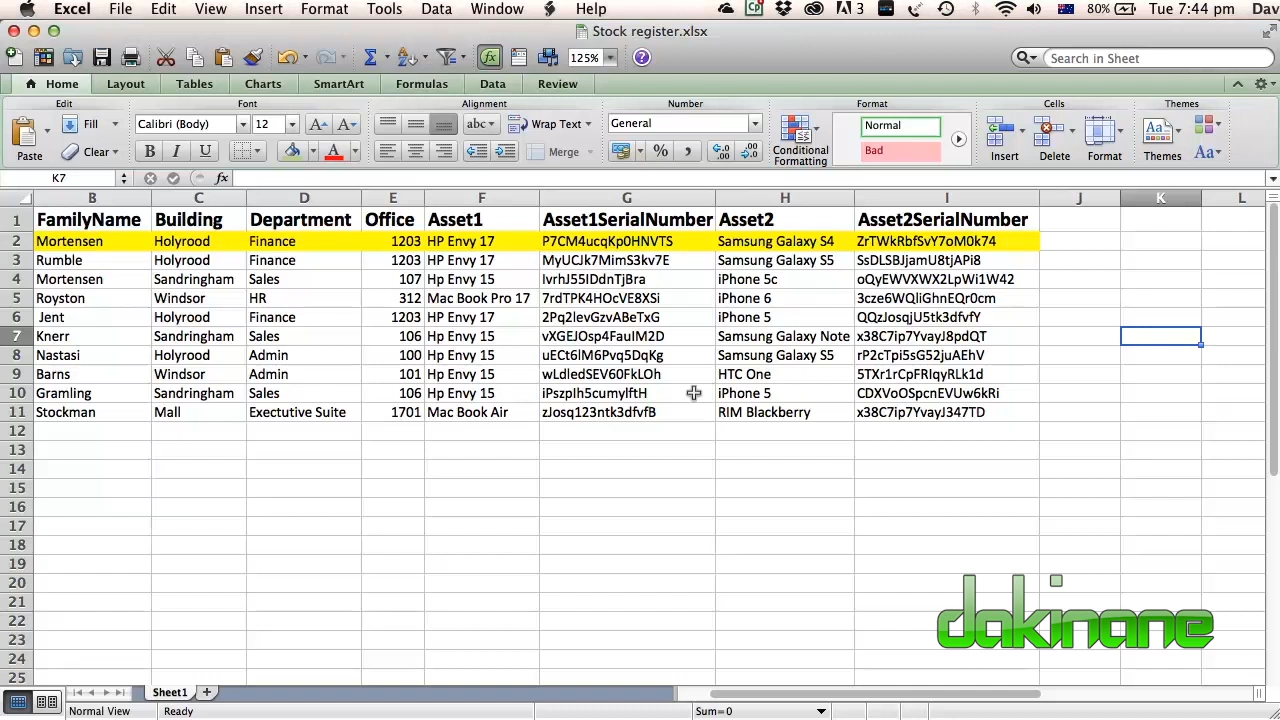 Excel File Edit View Insert Format Tools Data Window Help 3 80% Tue 7:44 pm Dav
Stock register.xlsx
125% Search in Sheet
Home Layout Tables Charts SmartArt Formulas Data Review
Edit Font Alignment Number Format Cells Themes
Fill Calibri (Body) 12 abc Wrap Text General Normal
Paste Clear B I U A Merge % Conditional Formatting Bad Insert Delete Format Themes Aa
K7 fx
B C D E F G H I J K L
1 FamilyName Building Department Office Asset1 Asset1SerialNumber Asset2 Asset2SerialNumber
2 Mortensen Holyrood Finance 1203 HP Envy 17 P7CM4ucqKp0HNVTS Samsung Galaxy S4 ZrTWkRbfSvY7oM0k74
3 Rumble Holyrood Finance 1203 HP Envy 15 MyUCJk7MimS3kv7E Samsung Galaxy S5 SsDLSBJjamU8tjAPi8
4 Mortensen Sandringham Sales 107 Hp Envy 15 IvrhJ55IDdnTjBra iPhone 5c oQyEWVXWX2LpWi1W42
5 Royston Windsor HR 312 Mac Book Pro 17 7rdTPK4HOcVE8XSi iPhone 6 3cze6WQliGhnEQr0cm
6 Jent Holyrood Finance 1203 HP Envy 17 2Pq2levGzvABeTxG iPhone 5 QQzJosqjU5tk3dfvfY
7 Knerr Sandringham Sales 106 Hp Envy 15 vXGEJOsp4FauIM2D Samsung Galaxy Note x38C7ip7YvayJ8pdQT
8 Nastasi Holyrood Admin 100 Hp Envy 15 uECt6lM6Pvq5DqKg Samsung Galaxy S5 rP2cTpi5sG52juAEhV
9 Barns Windsor Admin 101 Hp Envy 15 wLdledSEV60FkLOh HTC One 5TXr1rCpFRIqyRLk1d
10 Gramling Sandringham Sales 106 Hp Envy 15 iPszpIh5cumylftH iPhone 5 CDXVoOSpcnEVUw6kRi
11 Stockman Mall Exectutive Suite 1701 Mac Book Air zJosq123ntk3dfvfB RIM Blackberry x38C7ip7YvayJ347TD
12
13
14
15
16
17
18
19
20
21
22
23
24
25
dakinane
Sheet1
Normal View Ready Sum=0